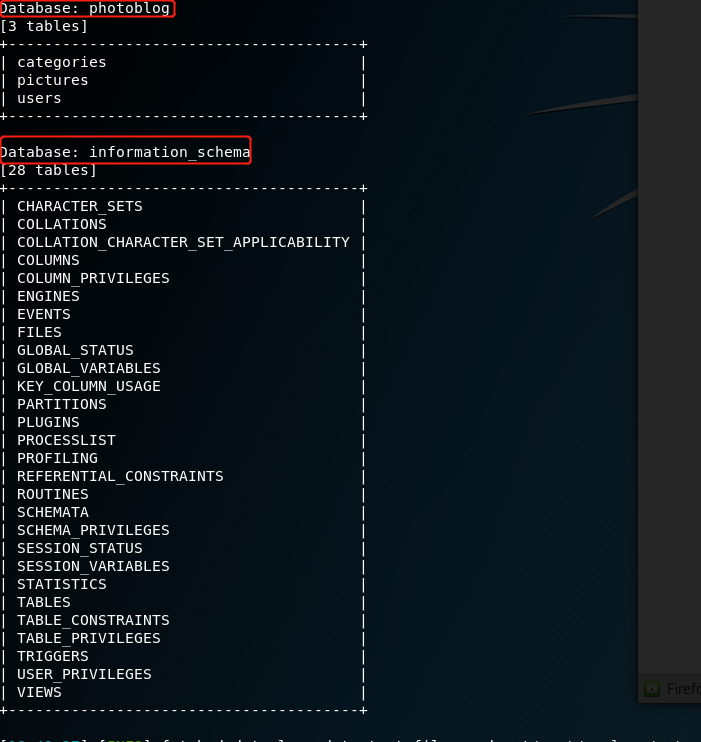 Database: photoblog
[3 tables]
+---------------------------------------+
| categories |
| pictures |
| users |
+---------------------------------------+
Database: information_schema
[28 tables]
+---------------------------------------+
| CHARACTER_SETS |
| COLLATIONS |
| COLLATION_CHARACTER_SET_APPLICABILITY |
| COLUMNS |
| COLUMN_PRIVILEGES |
| ENGINES |
| EVENTS |
| FILES |
| GLOBAL_STATUS |
| GLOBAL_VARIABLES |
| KEY_COLUMN_USAGE |
| PARTITIONS |
| PLUGINS |
| PROCESSLIST |
| PROFILING |
| REFERENTIAL_CONSTRAINTS |
| ROUTINES |
| SCHEMATA |
| SCHEMA_PRIVILEGES |
| SESSION_STATUS |
| SESSION_VARIABLES |
| STATISTICS |
| TABLES |
| TABLE_CONSTRAINTS |
| TABLE_PRIVILEGES |
| TRIGGERS |
| USER_PRIVILEGES |
| VIEWS |
+---------------------------------------+
Firefo